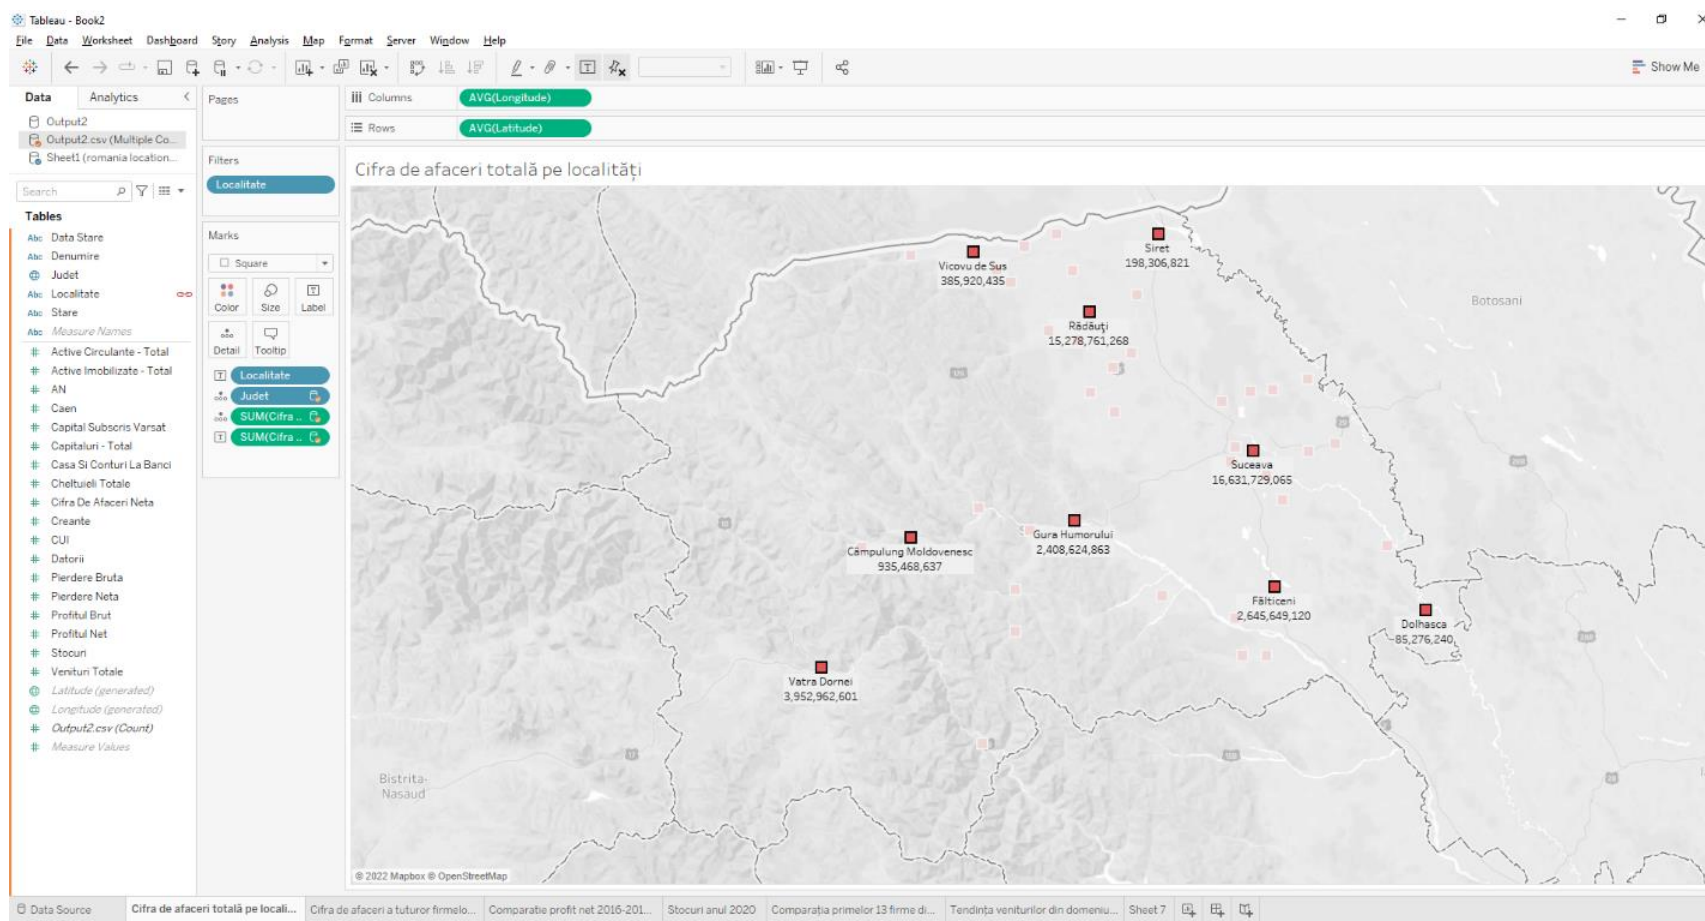 Tableau - Book2
File Data Worksheet Dashboard Story Analysis Map Format Server Window Help
Show Me
Data Analytics
Output2
Output2.csv (Multiple Co...
Sheet1 (romania location...
Search
Tables
Abc Data Stare
Abc Denumire
Judet
Abc Localitate
Abc Stare
Abc Measure Names
# Active Circulante - Total
# Active Imobilizate - Total
# AN
# Caen
# Capital Subscris Varsat
# Capitaluri - Total
# Casa Si Conturi La Banci
# Cheltuieli Totale
# Cifra De Afaceri Neta
# Creante
# CUI
# Datorii
# Pierdere Bruta
# Pierdere Neta
# Profitul Brut
# Profitul Net
# Stocuri
# Venituri Totale
Latitude (generated)
Longitude (generated)
# Output2.csv (Count)
# Measure Values
Pages
Filters
Localitate
Marks
Square
Color Size Label
Detail Tooltip
Localitate
Judet
SUM(Cifra ..
SUM(Cifra ..
Columns AVG(Longitude)
Rows AVG(Latitude)
Cifra de afaceri totală pe localități
Siret
198,306,821
Vicovu de Sus
385,920,435
Botosani
Rădăuți
15,278,761,268
Suceava
16,631,729,065
Gura Humorului
2,408,624,863
Câmpulung Moldovenesc
935,468,637
Fălticeni
2,645,649,120
Dolhasca
85,276,240
Vatra Dornei
3,952,962,601
Bistrita-
Nasaud
© 2022 Mapbox © OpenStreetMap
Data Source Cifra de afaceri totală pe locali... Cifra de afaceri a tuturor firmelo... Comparatie profit net 2016-201... Stocuri anul 2020 Comparația primelor 13 firme di... Tendința veniturilor din domeniu... Sheet 7